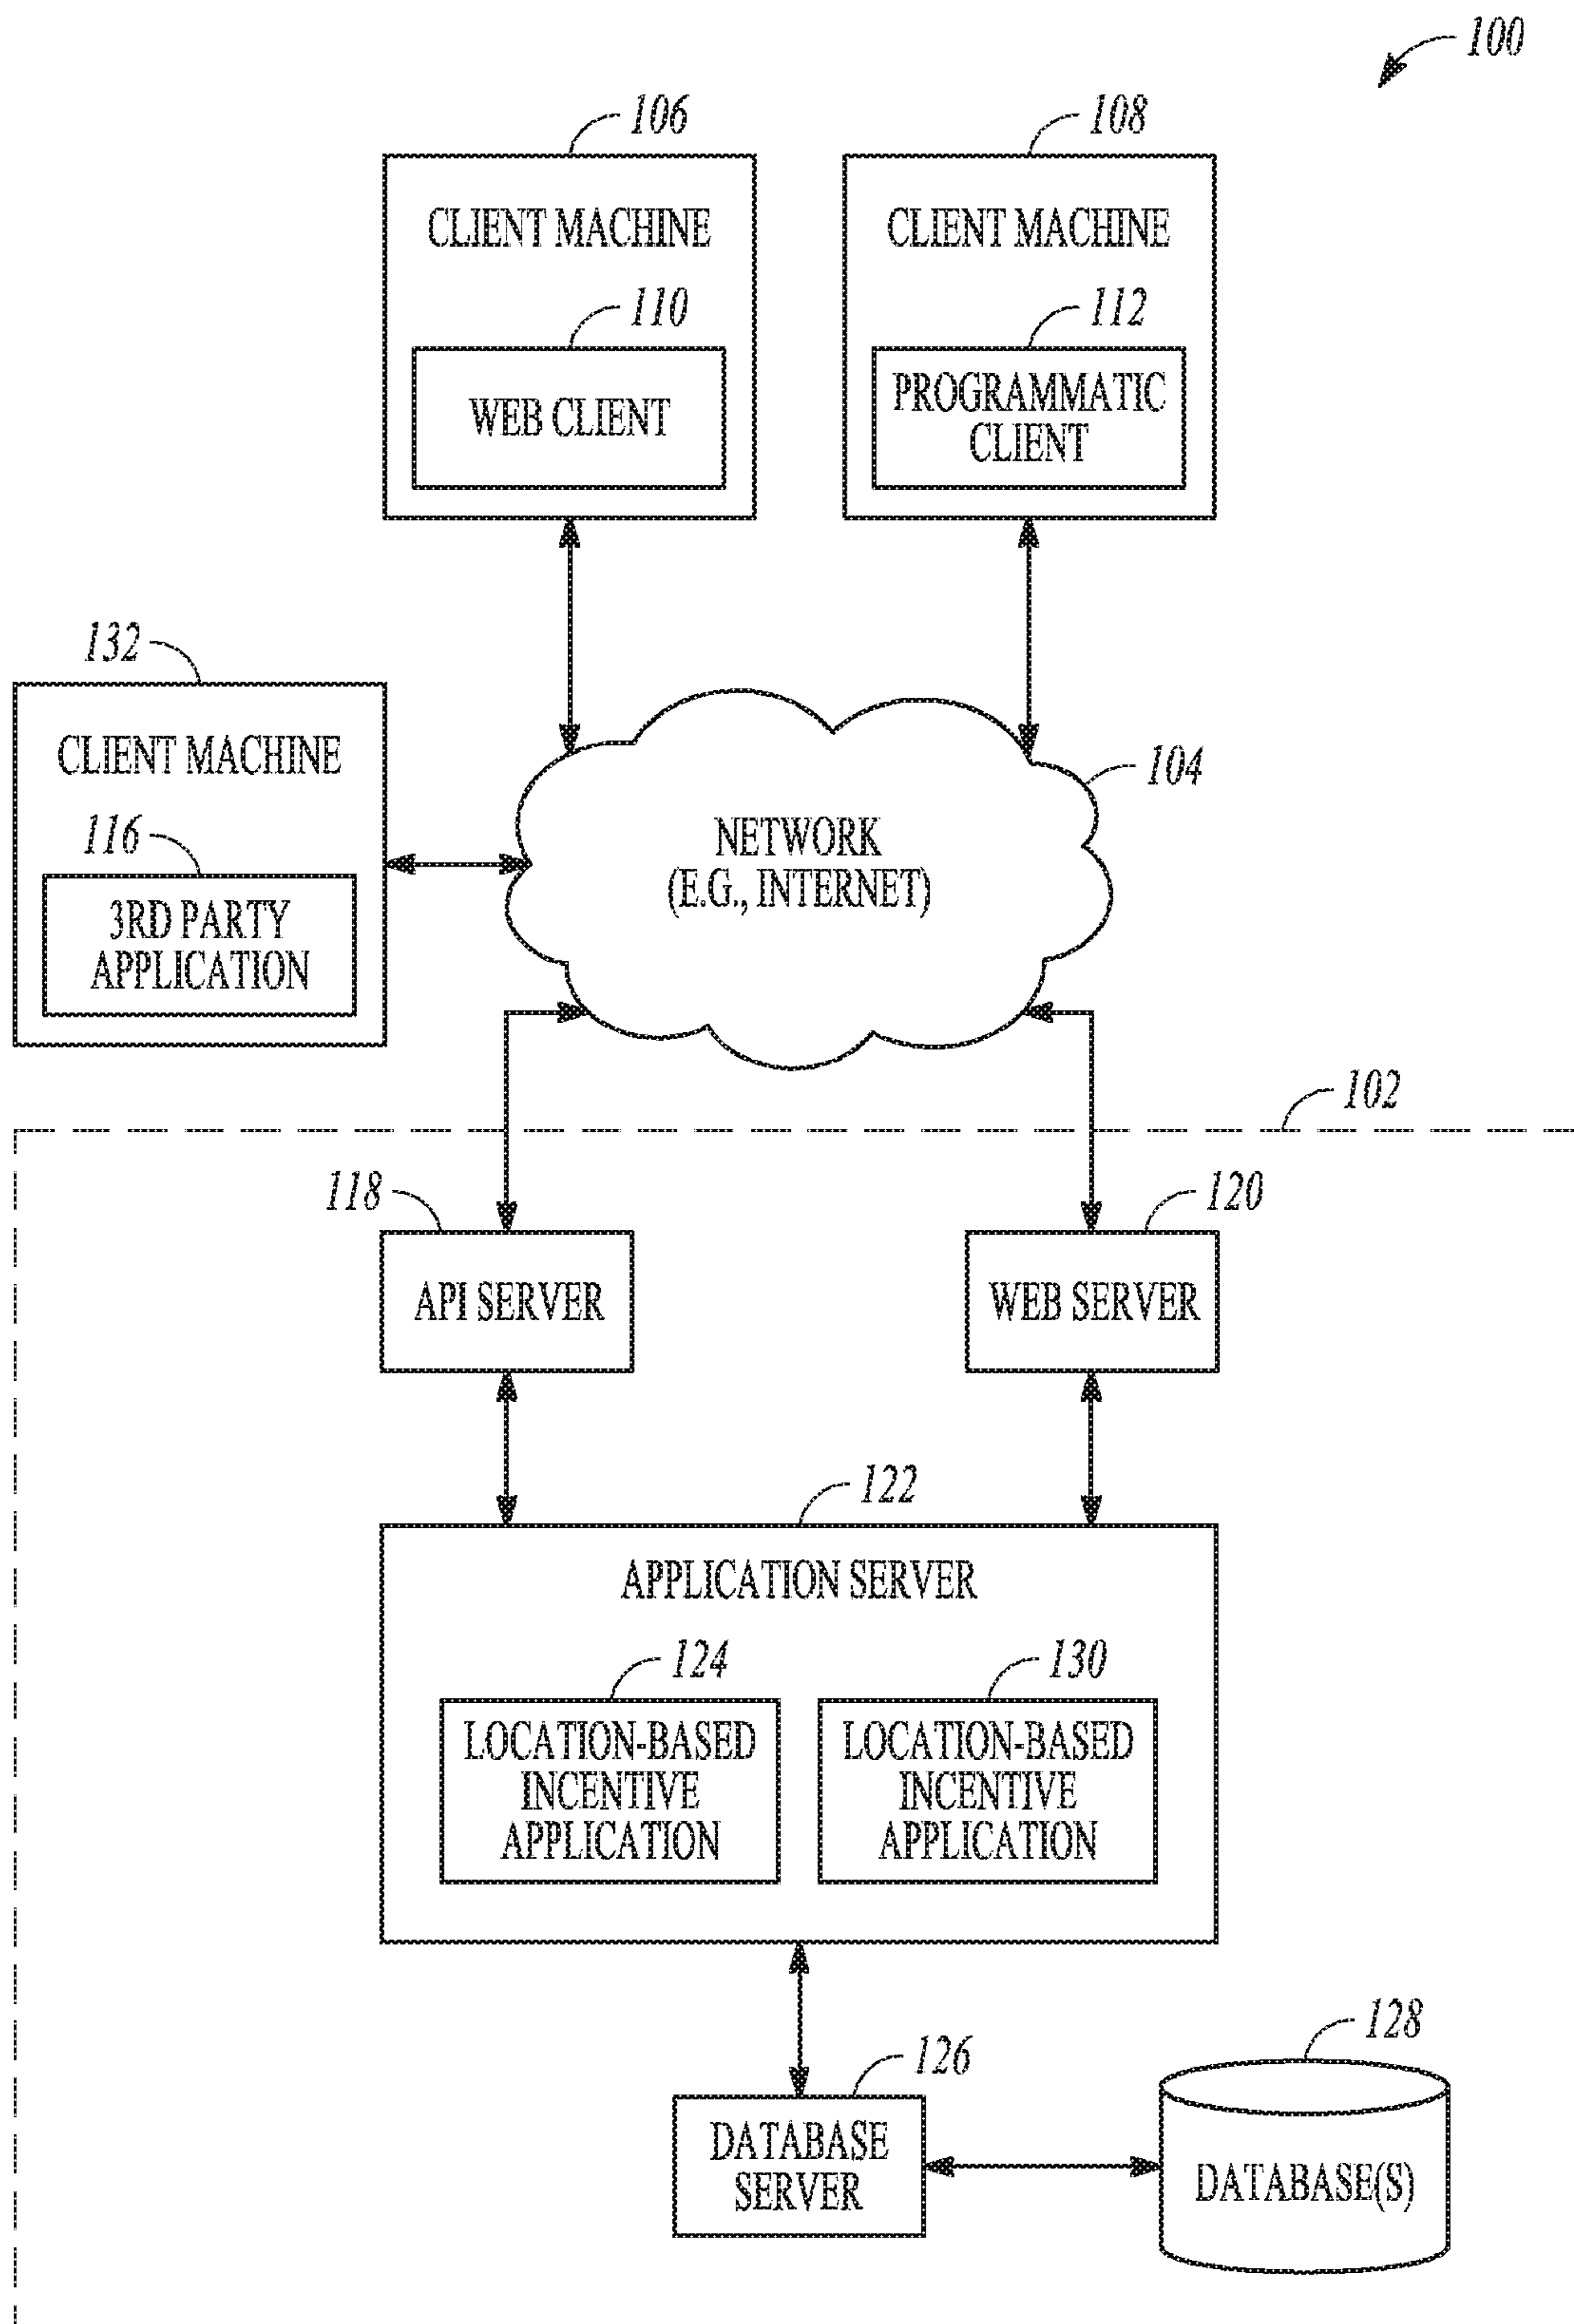 100
106
108
CLIENT MACHINE
CLIENT MACHINE
110
112
WEB CLIENT
PROGRAMMATIC
CLIENT
132
CLIENT MACHINE
116
3RD PARTY
APPLICATION
104
NETWORK
(E.G., INTERNET)
102
118
120
API SERVER
WEB SERVER
122
APPLICATION SERVER
124
130
LOCATION-BASED
INCENTIVE
APPLICATION
LOCATION-BASED
INCENTIVE
APPLICATION
126
128
DATABASE
SERVER
DATABASE(S)